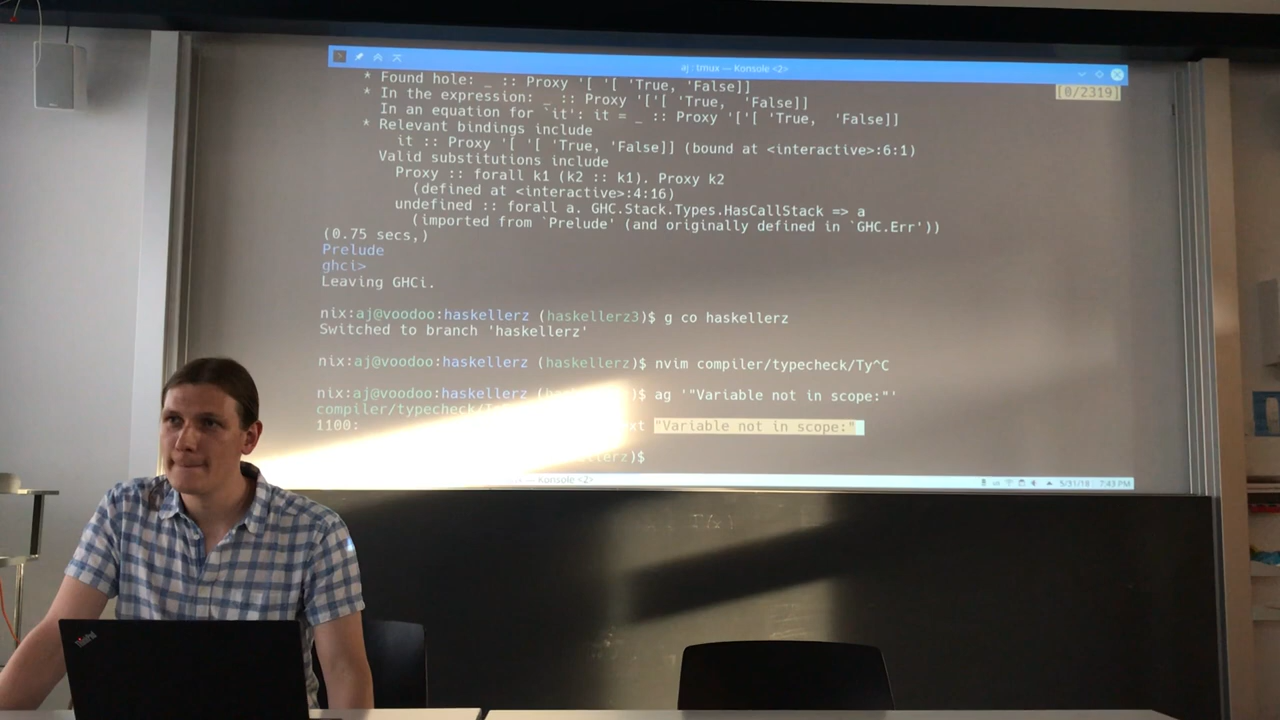 aj : tmux — Konsole <2>
[0/2319]
* Found hole: _ :: Proxy '[ '[ 'True, 'False]]
* In the expression: _ :: Proxy '['[ 'True,  'False]]
In an equation for `it': it = _ :: Proxy '['[ 'True,  'False]]
* Relevant bindings include
it :: Proxy '[ '[ 'True, 'False]] (bound at <interactive>:6:1)
Valid substitutions include
Proxy :: forall k1 (k2 :: k1). Proxy k2
(defined at <interactive>:4:16)
undefined :: forall a. GHC.Stack.Types.HasCallStack => a
(imported from `Prelude' (and originally defined in `GHC.Err'))
(0.75 secs,)
Prelude
ghci>
Leaving GHCi.
nix:aj@voodoo:haskellerz (haskellerz3)$ g co haskellerz
Switched to branch 'haskellerz'
nix:aj@voodoo:haskellerz (haskellerz)$ nvim compiler/typecheck/Ty^C
nix:aj@voodoo:haskellerz $ ag '"Variable not in scope:"'
compiler/typecheck/
1100: "Variable not in scope:"
)$
— Konsole <2>
5/31/18 7:43 PM
ThinkPad